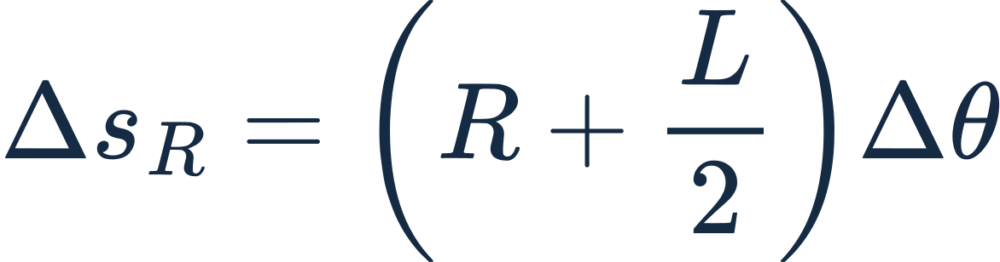 Δs_R = (R + L/2) Δθ